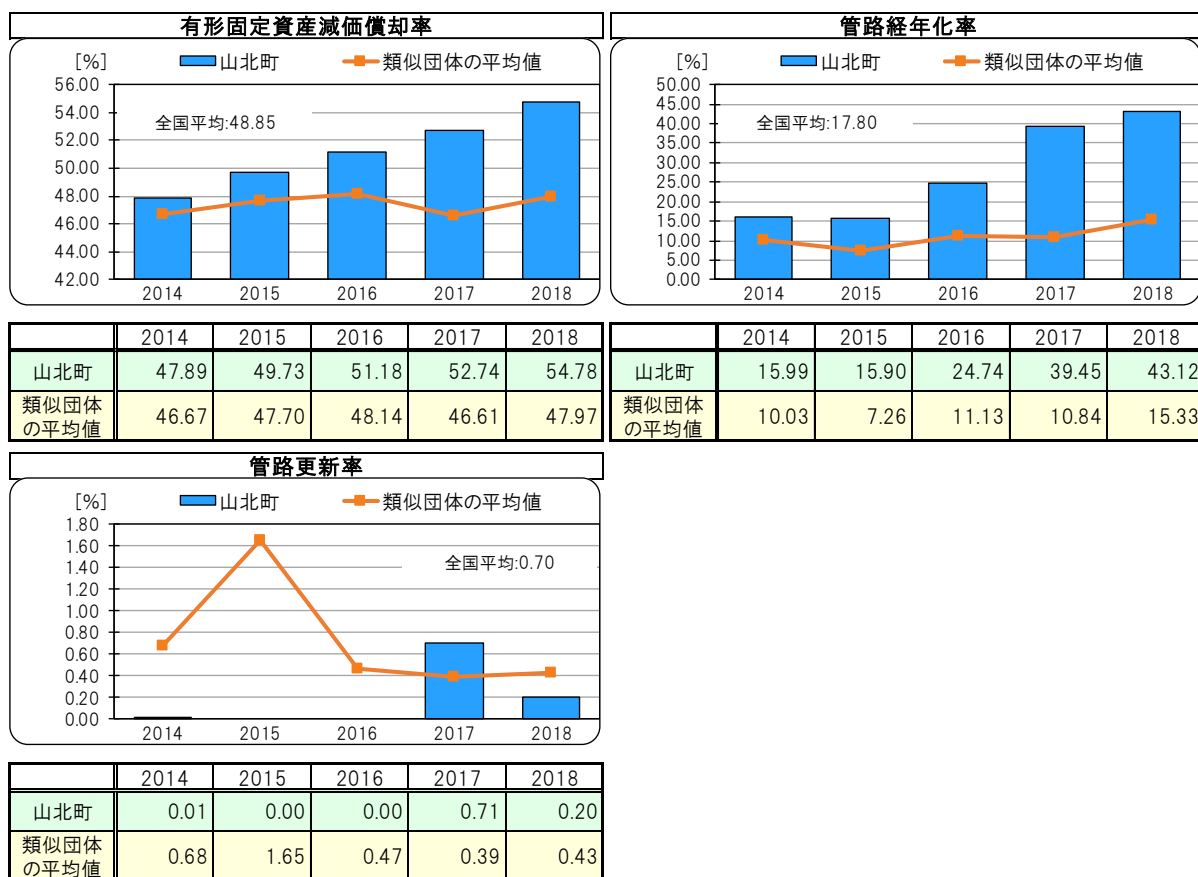 有形固定資産減価償却率
[%] 山北町 類似団体の平均値
56.00
54.00
52.00
50.00
48.00
46.00
44.00
42.00
全国平均:48.85
2014 2015 2016 2017 2018
2014 2015 2016 2017 2018
山北町 47.89 49.73 51.18 52.74 54.78
類似団体
の平均値 46.67 47.70 48.14 46.61 47.97
管路経年化率
[%] 山北町 類似団体の平均値
50.00
45.00
40.00
35.00
30.00
25.00
20.00
15.00
10.00
5.00
0.00
全国平均:17.80
2014 2015 2016 2017 2018
2014 2015 2016 2017 2018
山北町 15.99 15.90 24.74 39.45 43.12
類似団体
の平均値 10.03 7.26 11.13 10.84 15.33
管路更新率
[%] 山北町 類似団体の平均値
1.80
1.60
1.40
1.20
1.00
0.80
0.60
0.40
0.20
0.00
全国平均:0.70
2014 2015 2016 2017 2018
2014 2015 2016 2017 2018
山北町 0.01 0.00 0.00 0.71 0.20
類似団体
の平均値 0.68 1.65 0.47 0.39 0.43